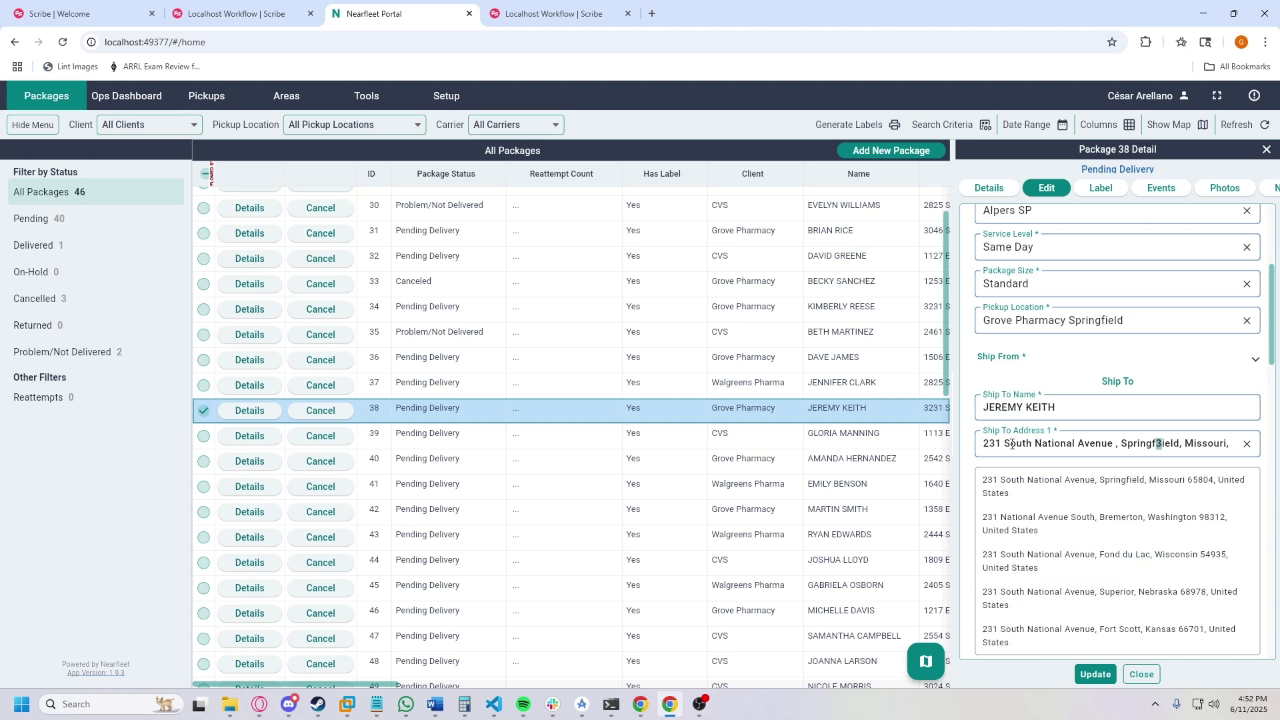 Scribe | Welcome
Localhost Workflow | Scribe
Nearfleet Portal
Localhost Workflow | Scribe
localhost:49377/#/home
Lint Images
ARRL Exam Review f
All Bookmarks
Packages
Ops Dashboard
Pickups
Areas
Tools
Setup
César Arellano
Hide Menu
Client
All Clients
Pickup Location
All Pickup Locations
Carrier
All Carriers
Generate Labels
Search Criteria
Date Range
Columns
Show Map
Refresh
Filter by Status
All Packages 46
Pending 40
Delivered 1
On-Hold 0
Cancelled 3
Returned 0
Problem/Not Delivered 2
Other Filters
Reattempts 0
Powered by Nearfleet
App Version: 1.9.3
All Packages
Add New Package
ID Package Status Reattempt Count Has Label Client Name
Details Cancel 30 Problem/Not Delivered ... Yes CVS EVELYN WILLIAMS 2825 S
Details Cancel 31 Pending Delivery ... Yes Grove Pharmacy BRIAN RICE 3046
Details Cancel 32 Pending Delivery ... Yes CVS DAVID GREENE 1127 E
Details Cancel 33 Canceled ... Yes Grove Pharmacy BECKY SANCHEZ 1253
Details Cancel 34 Pending Delivery ... Yes Grove Pharmacy KIMBERLY REESE 3231 S
Details Cancel 35 Problem/Not Delivered ... Yes CVS BETH MARTINEZ 2461
Details Cancel 36 Pending Delivery ... Yes Grove Pharmacy DAVE JAMES 1506
Details Cancel 37 Pending Delivery ... Yes Walgreens Pharma JENNIFER CLARK 2825
Details Cancel 38 Pending Delivery ... Yes Grove Pharmacy JEREMY KEITH 3231 S
Details Cancel 39 Pending Delivery ... Yes CVS GLORIA MANNING 1113 E
Details Cancel 40 Pending Delivery ... Yes Grove Pharmacy AMANDA HERNANDEZ 2542 S
Details Cancel 41 Pending Delivery ... Yes Walgreens Pharma EMILY BENSON 1640 E
Details Cancel 42 Pending Delivery ... Yes Grove Pharmacy MARTIN SMITH 1358 E
Details Cancel 43 Pending Delivery ... Yes Walgreens Pharma RYAN EDWARDS 2444 S
Details Cancel 44 Pending Delivery ... Yes CVS JOSHUA LLOYD 1809 E
Details Cancel 45 Pending Delivery ... Yes Walgreens Pharma GABRIELA OSBORN 2405 S
Details Cancel 46 Pending Delivery ... Yes Grove Pharmacy MICHELLE DAVIS 1217 E
Details Cancel 47 Pending Delivery ... Yes CVS SAMANTHA CAMPBELL 2554 S
Details Cancel 48 Pending Delivery ... Yes CVS JOANNA LARSON 3024 S
Package 38 Detail
Pending Delivery
Details
Edit
Label
Events
Photos
N
Alpers SP
Service Level *
Same Day
Package Size *
Standard
Pickup Location *
Grove Pharmacy Springfield
Ship From *
Ship To
Ship To Name *
JEREMY KEITH
Ship To Address 1 *
231 South National Avenue , Springf3ield, Missouri,
231 South National Avenue, Springfield, Missouri 65804, United
States
231 National Avenue South, Bremerton, Washington 98312,
United States
231 South National Avenue, Fond du Lac, Wisconsin 54935,
United States
231 South National Avenue, Superior, Nebraska 68978, United
States
231 South National Avenue, Fort Scott, Kansas 66701, United
States
Update
Close
Search
4:52 PM
6/11/2025